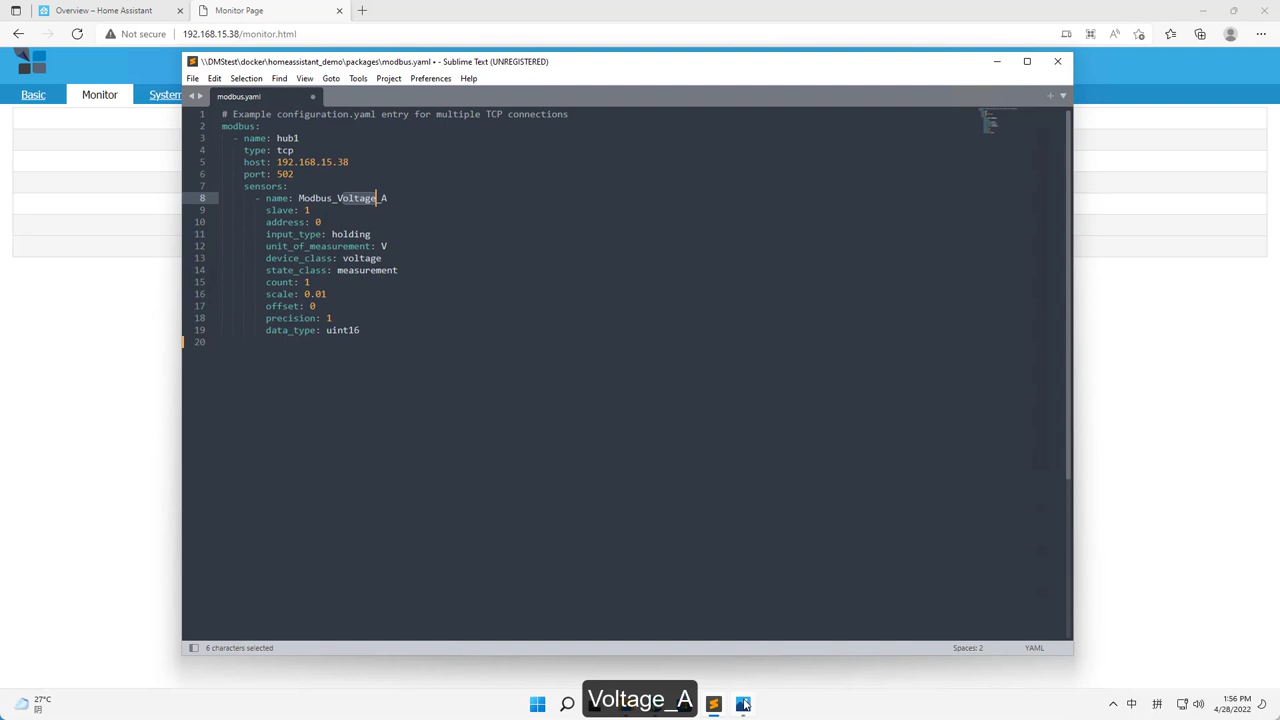 Overview – Home Assistant
Monitor Page
Not secure
192.168.15.38/monitor.html
\\DMStest\docker\homeassistant_demo\packages\modbus.yaml • - Sublime Text (UNREGISTERED)
File Edit Selection Find View Goto Tools Project Preferences Help
Basic
Monitor
System
modbus.yaml
1 # Example configuration.yaml entry for multiple TCP connections
2 modbus:
3 - name: hub1
4 type: tcp
5 host: 192.168.15.38
6 port: 502
7 sensors:
8 - name: Modbus_Voltage_A
9 slave: 1
10 address: 0
11 input_type: holding
12 unit_of_measurement: V
13 device_class: voltage
14 state_class: measurement
15 count: 1
16 scale: 0.01
17 offset: 0
18 precision: 1
19 data_type: uint16
20
6 characters selected
Spaces: 2
YAML
27°C
阴
Voltage_A
中
拼
1:56 PM
4/28/2022